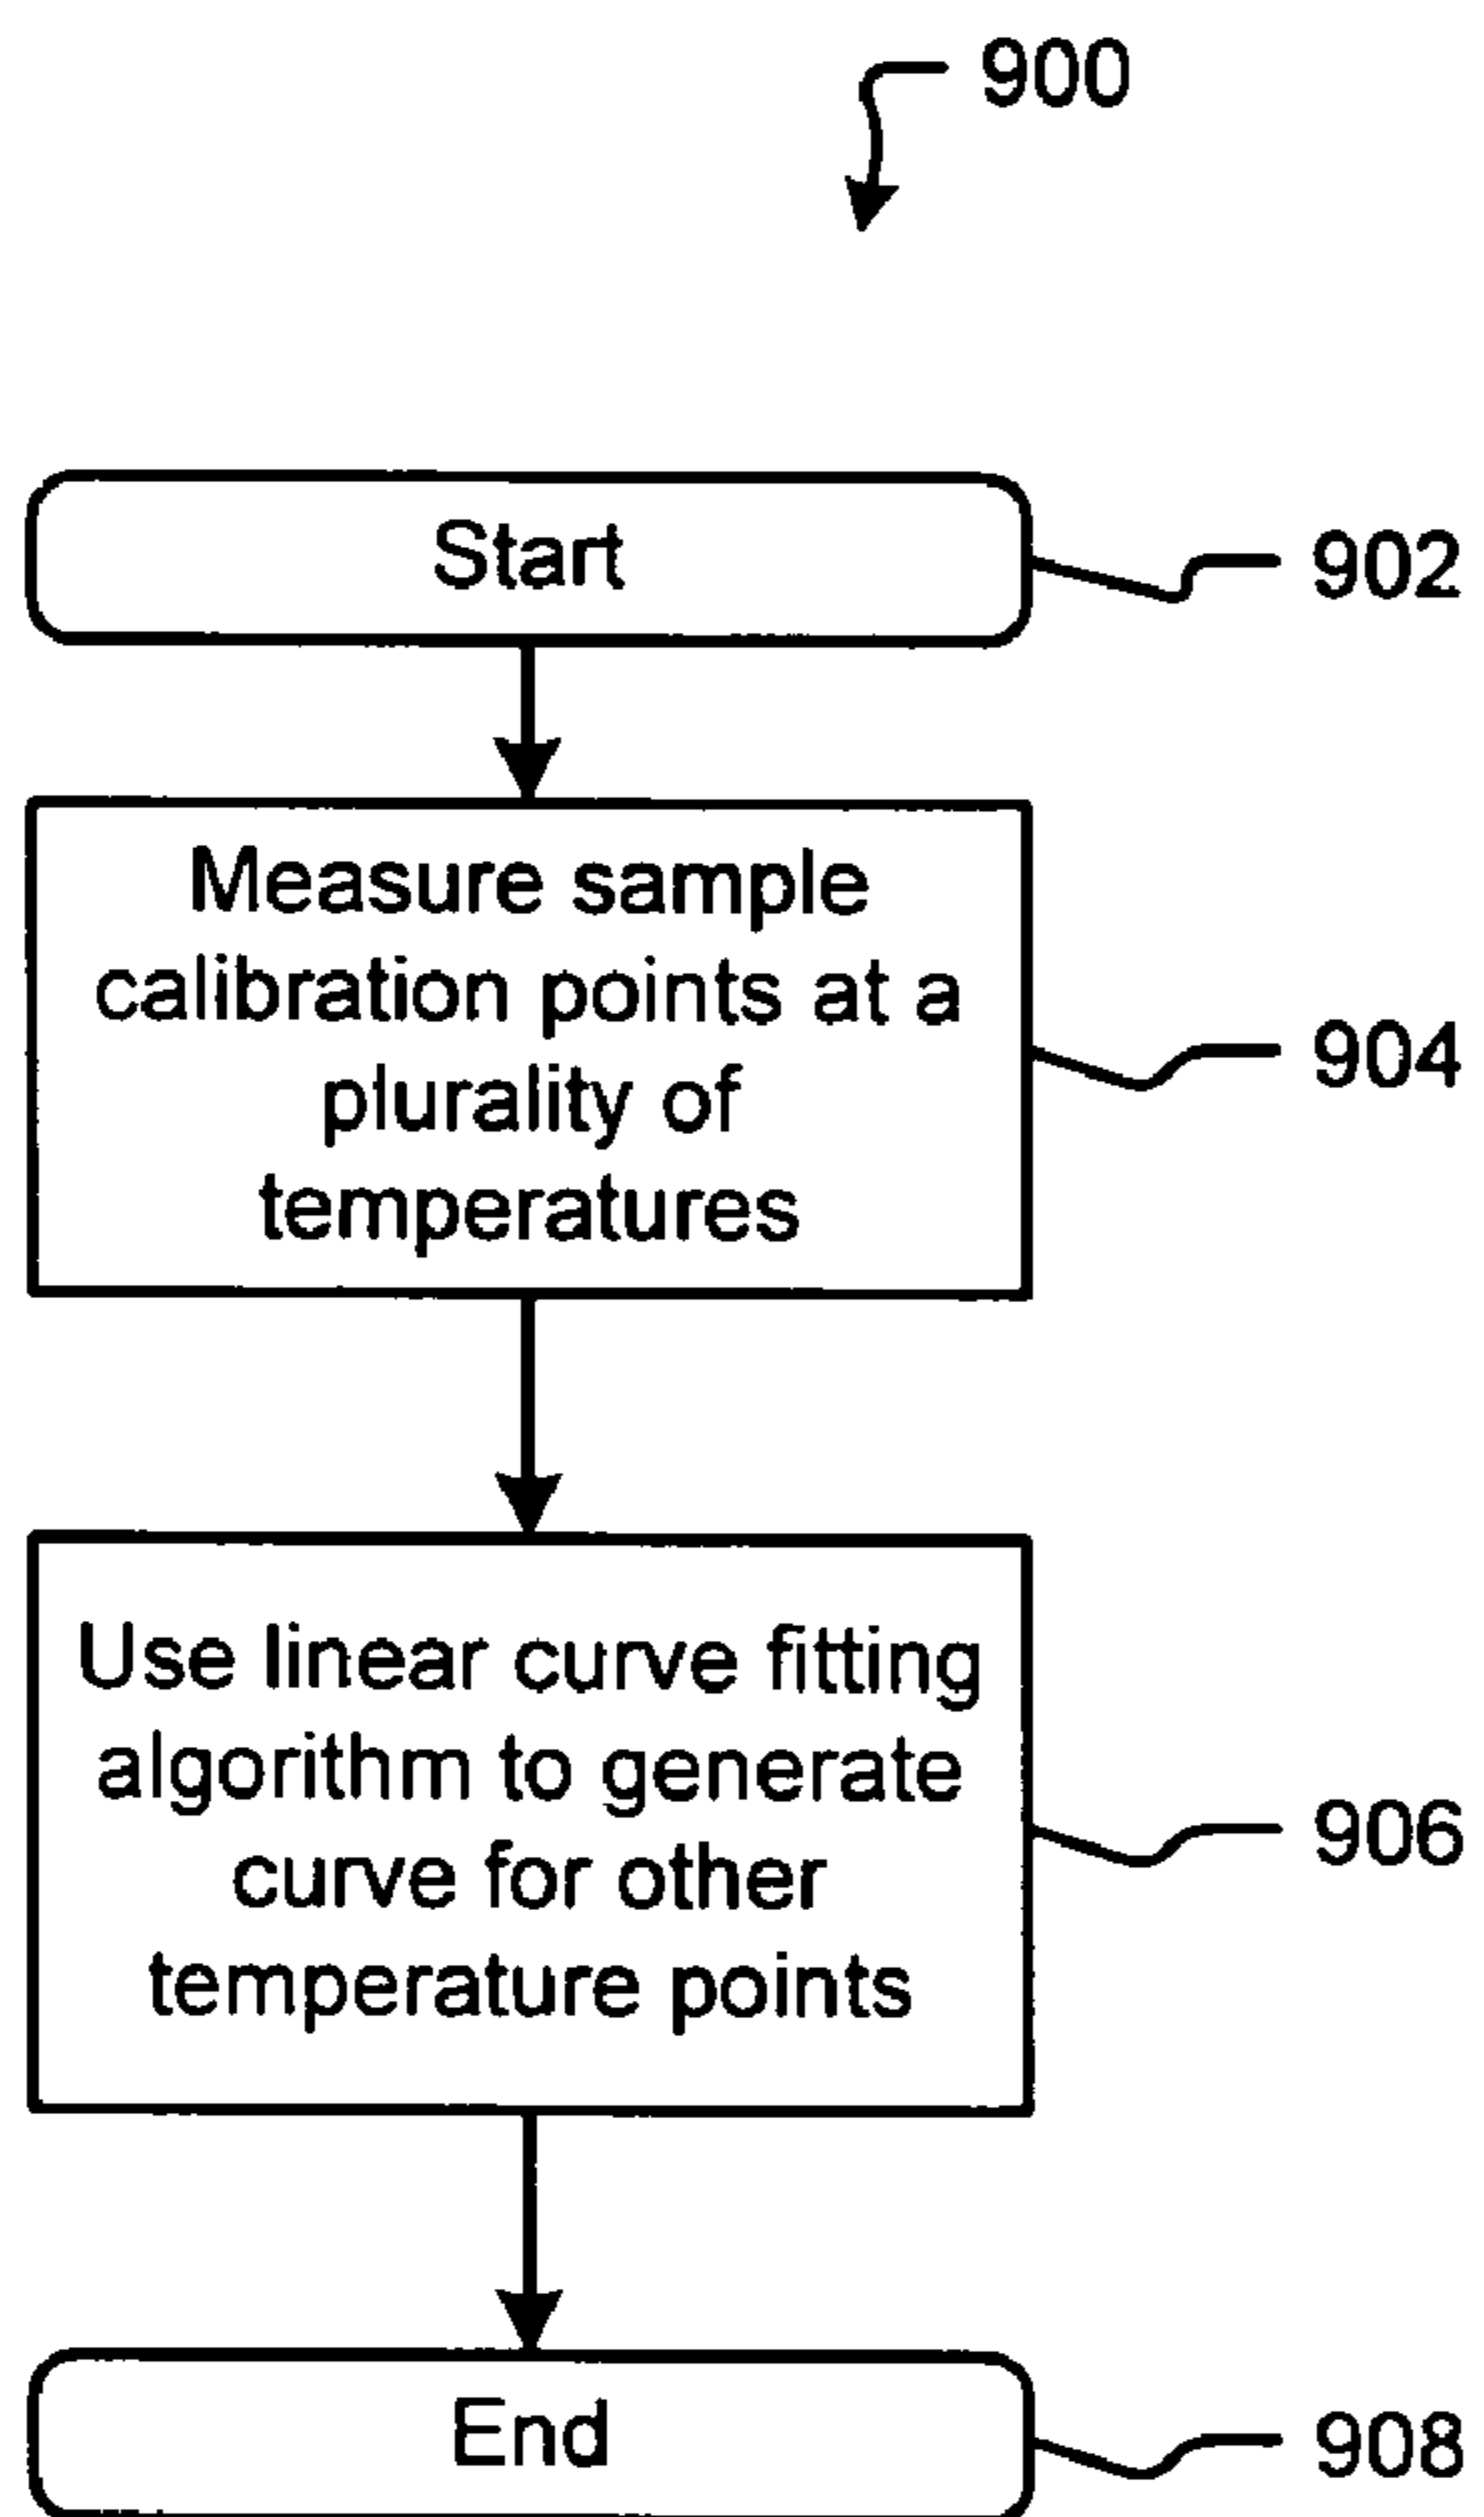 900
Start
902
Measure sample
calibration points at a
plurality of
temperatures
904
Use linear curve fitting
algorithm to generate
curve for other
temperature points
906
End
908